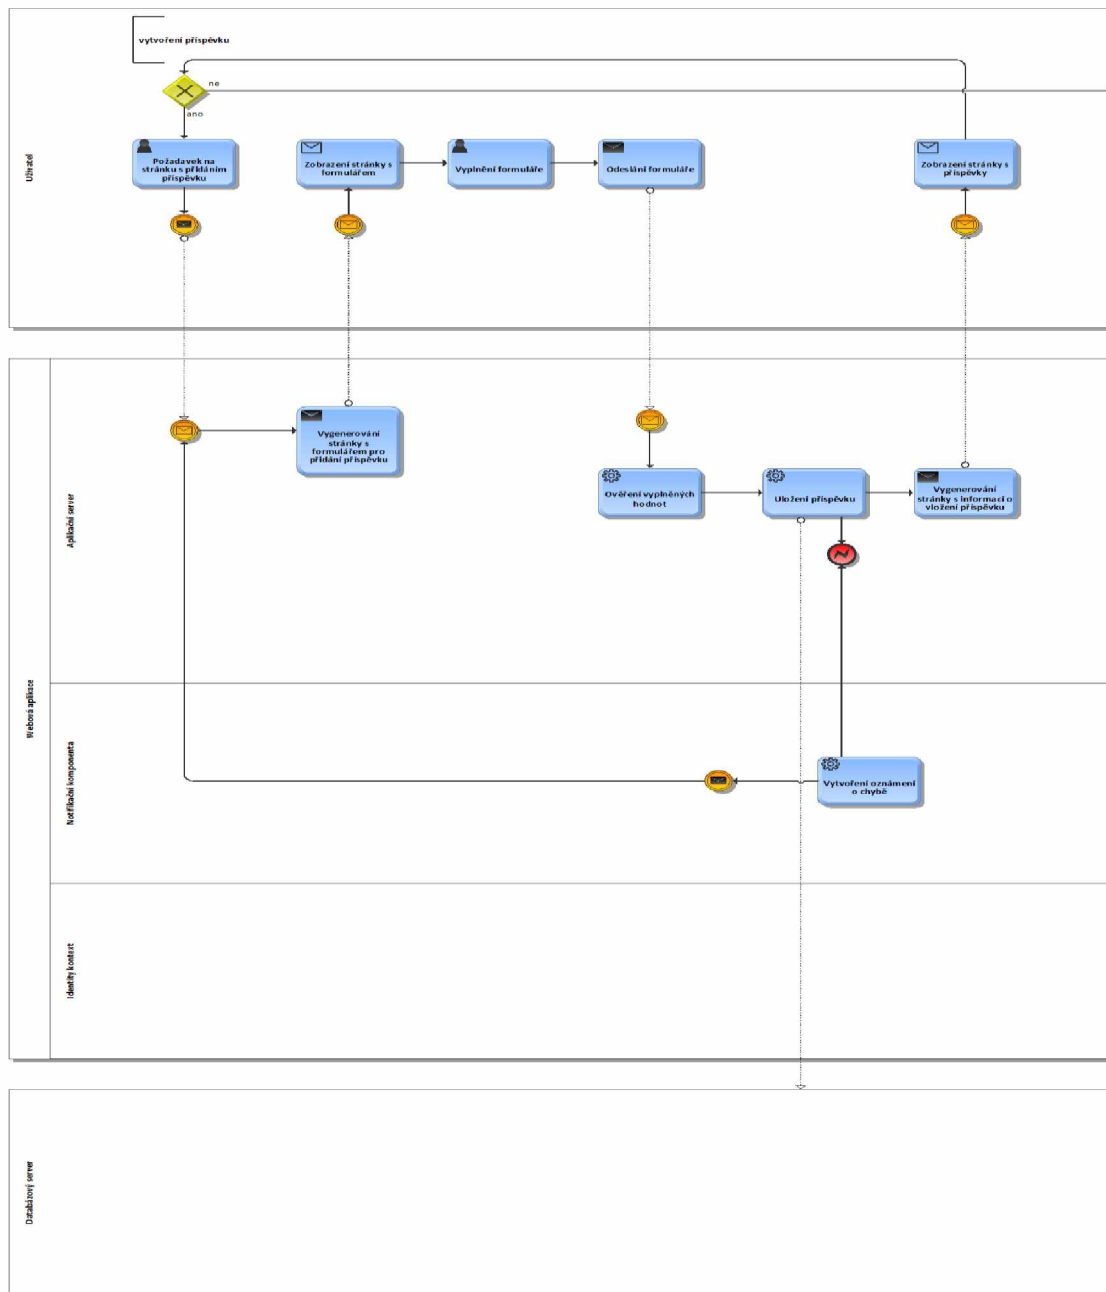 vytvoření příspěvku
ne
ano
Požadavek na
stránku s přidáním
příspěvku
Zobrazení stránky s
formulářem
Vyplnění formuláře
Odeslání formuláře
Zobrazení stránky s
příspěvky
Uživatel
Vygenerování
stránky s
formulářem pro
přidání příspěvku
Ověření vyplněných
hodnot
Uložení příspěvku
Vygenerování
stránky s informací o
vložení příspěvku
Aplikační server
Webová aplikace
Notifikační komponenta
Vytvoření oznámení
o chybě
Identity kontext
Databázový server